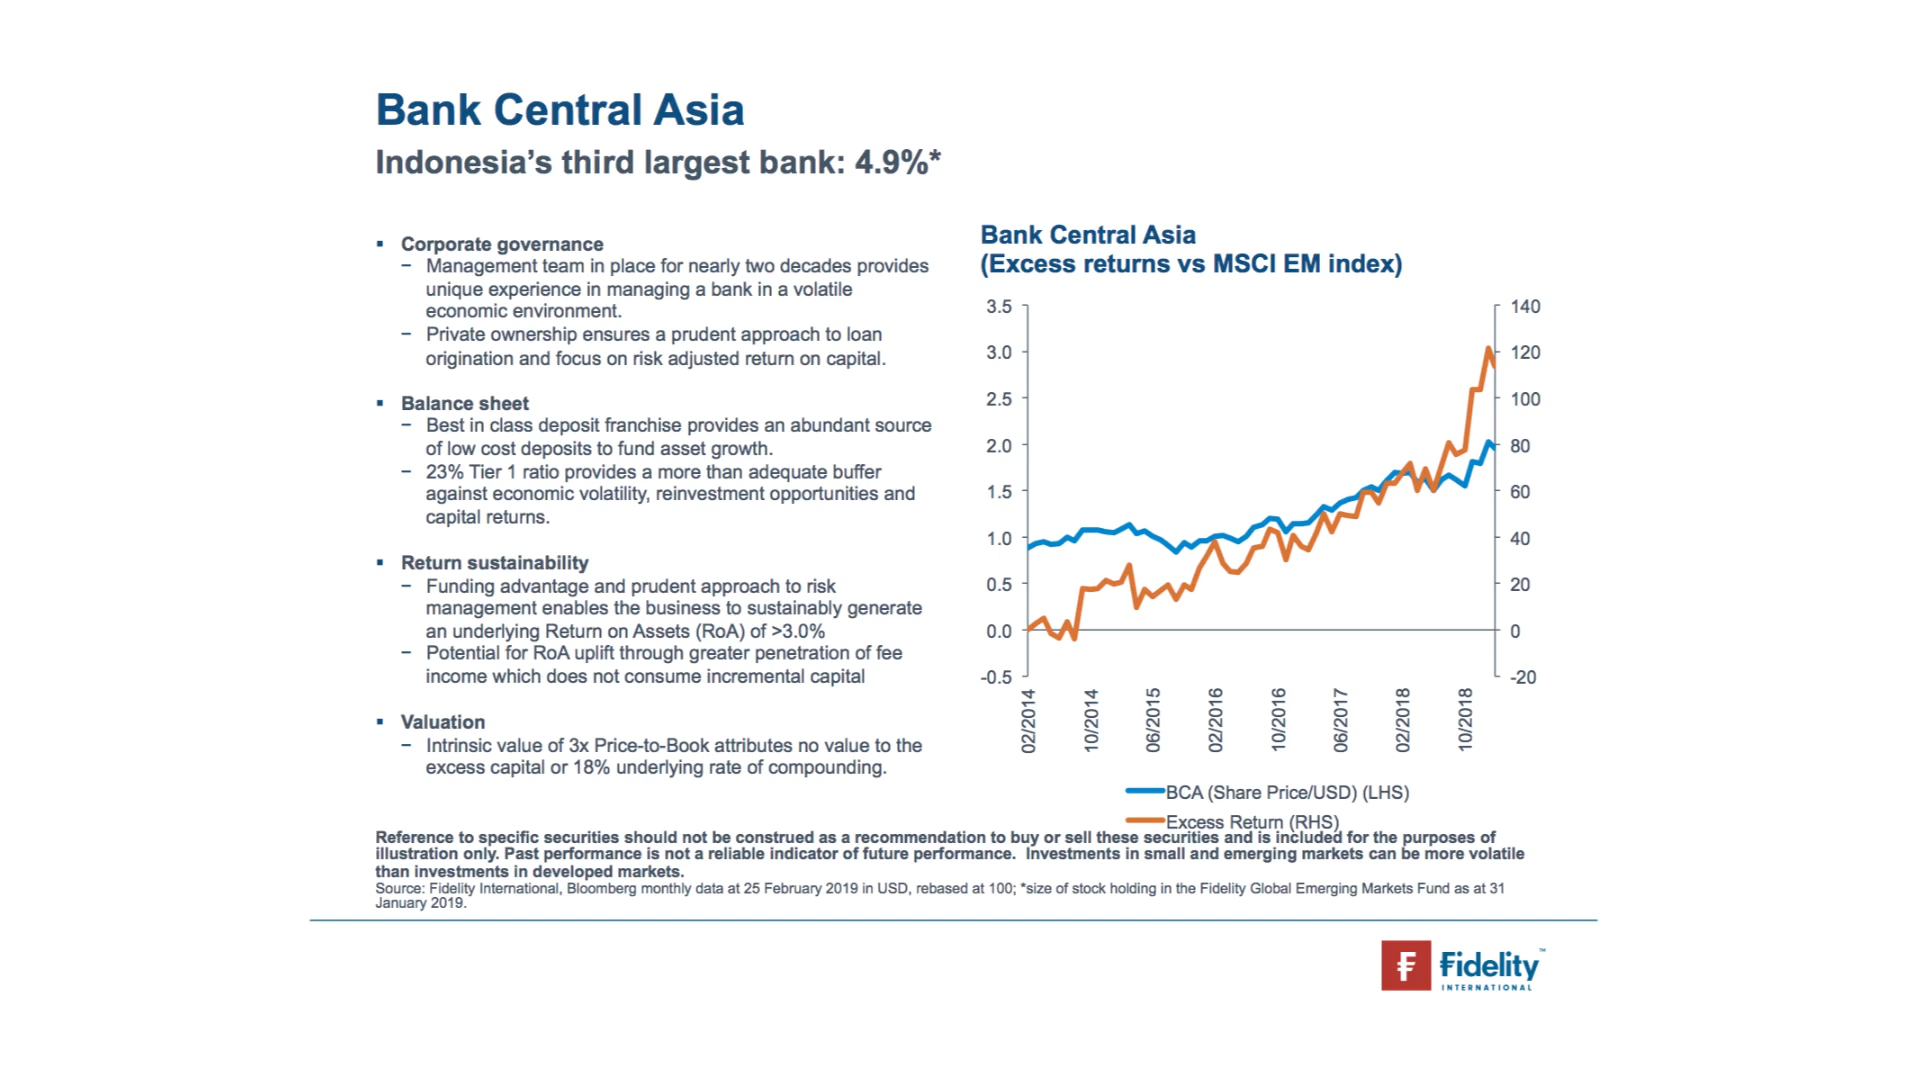 Bank Central Asia
Indonesia’s third largest bank: 4.9%*
▪ Corporate governance
− Management team in place for nearly two decades provides
unique experience in managing a bank in a volatile
economic environment.
− Private ownership ensures a prudent approach to loan
origination and focus on risk adjusted return on capital.
▪ Balance sheet
− Best in class deposit franchise provides an abundant source
of low cost deposits to fund asset growth.
− 23% Tier 1 ratio provides a more than adequate buffer
against economic volatility, reinvestment opportunities and
capital returns.
▪ Return sustainability
− Funding advantage and prudent approach to risk
management enables the business to sustainably generate
an underlying Return on Assets (RoA) of >3.0%
− Potential for RoA uplift through greater penetration of fee
income which does not consume incremental capital
▪ Valuation
− Intrinsic value of 3x Price-to-Book attributes no value to the
excess capital or 18% underlying rate of compounding.
Bank Central Asia
(Excess returns vs MSCI EM index)
3.5
3.0
2.5
2.0
1.5
1.0
0.5
0.0
-0.5
140
120
100
80
60
40
20
0
-20
02/2014
10/2014
06/2015
02/2016
10/2016
06/2017
02/2018
10/2018
BCA (Share Price/USD) (LHS)
Excess Return (RHS)
Reference to specific securities should not be construed as a recommendation to buy or sell these securities and is included for the purposes of
illustration only. Past performance is not a reliable indicator of future performance. Investments in small and emerging markets can be more volatile
than investments in developed markets.
Source: Fidelity International, Bloomberg monthly data at 25 February 2019 in USD, rebased at 100; *size of stock holding in the Fidelity Global Emerging Markets Fund as at 31
January 2019.
F Fidelity™
INTERNATIONAL